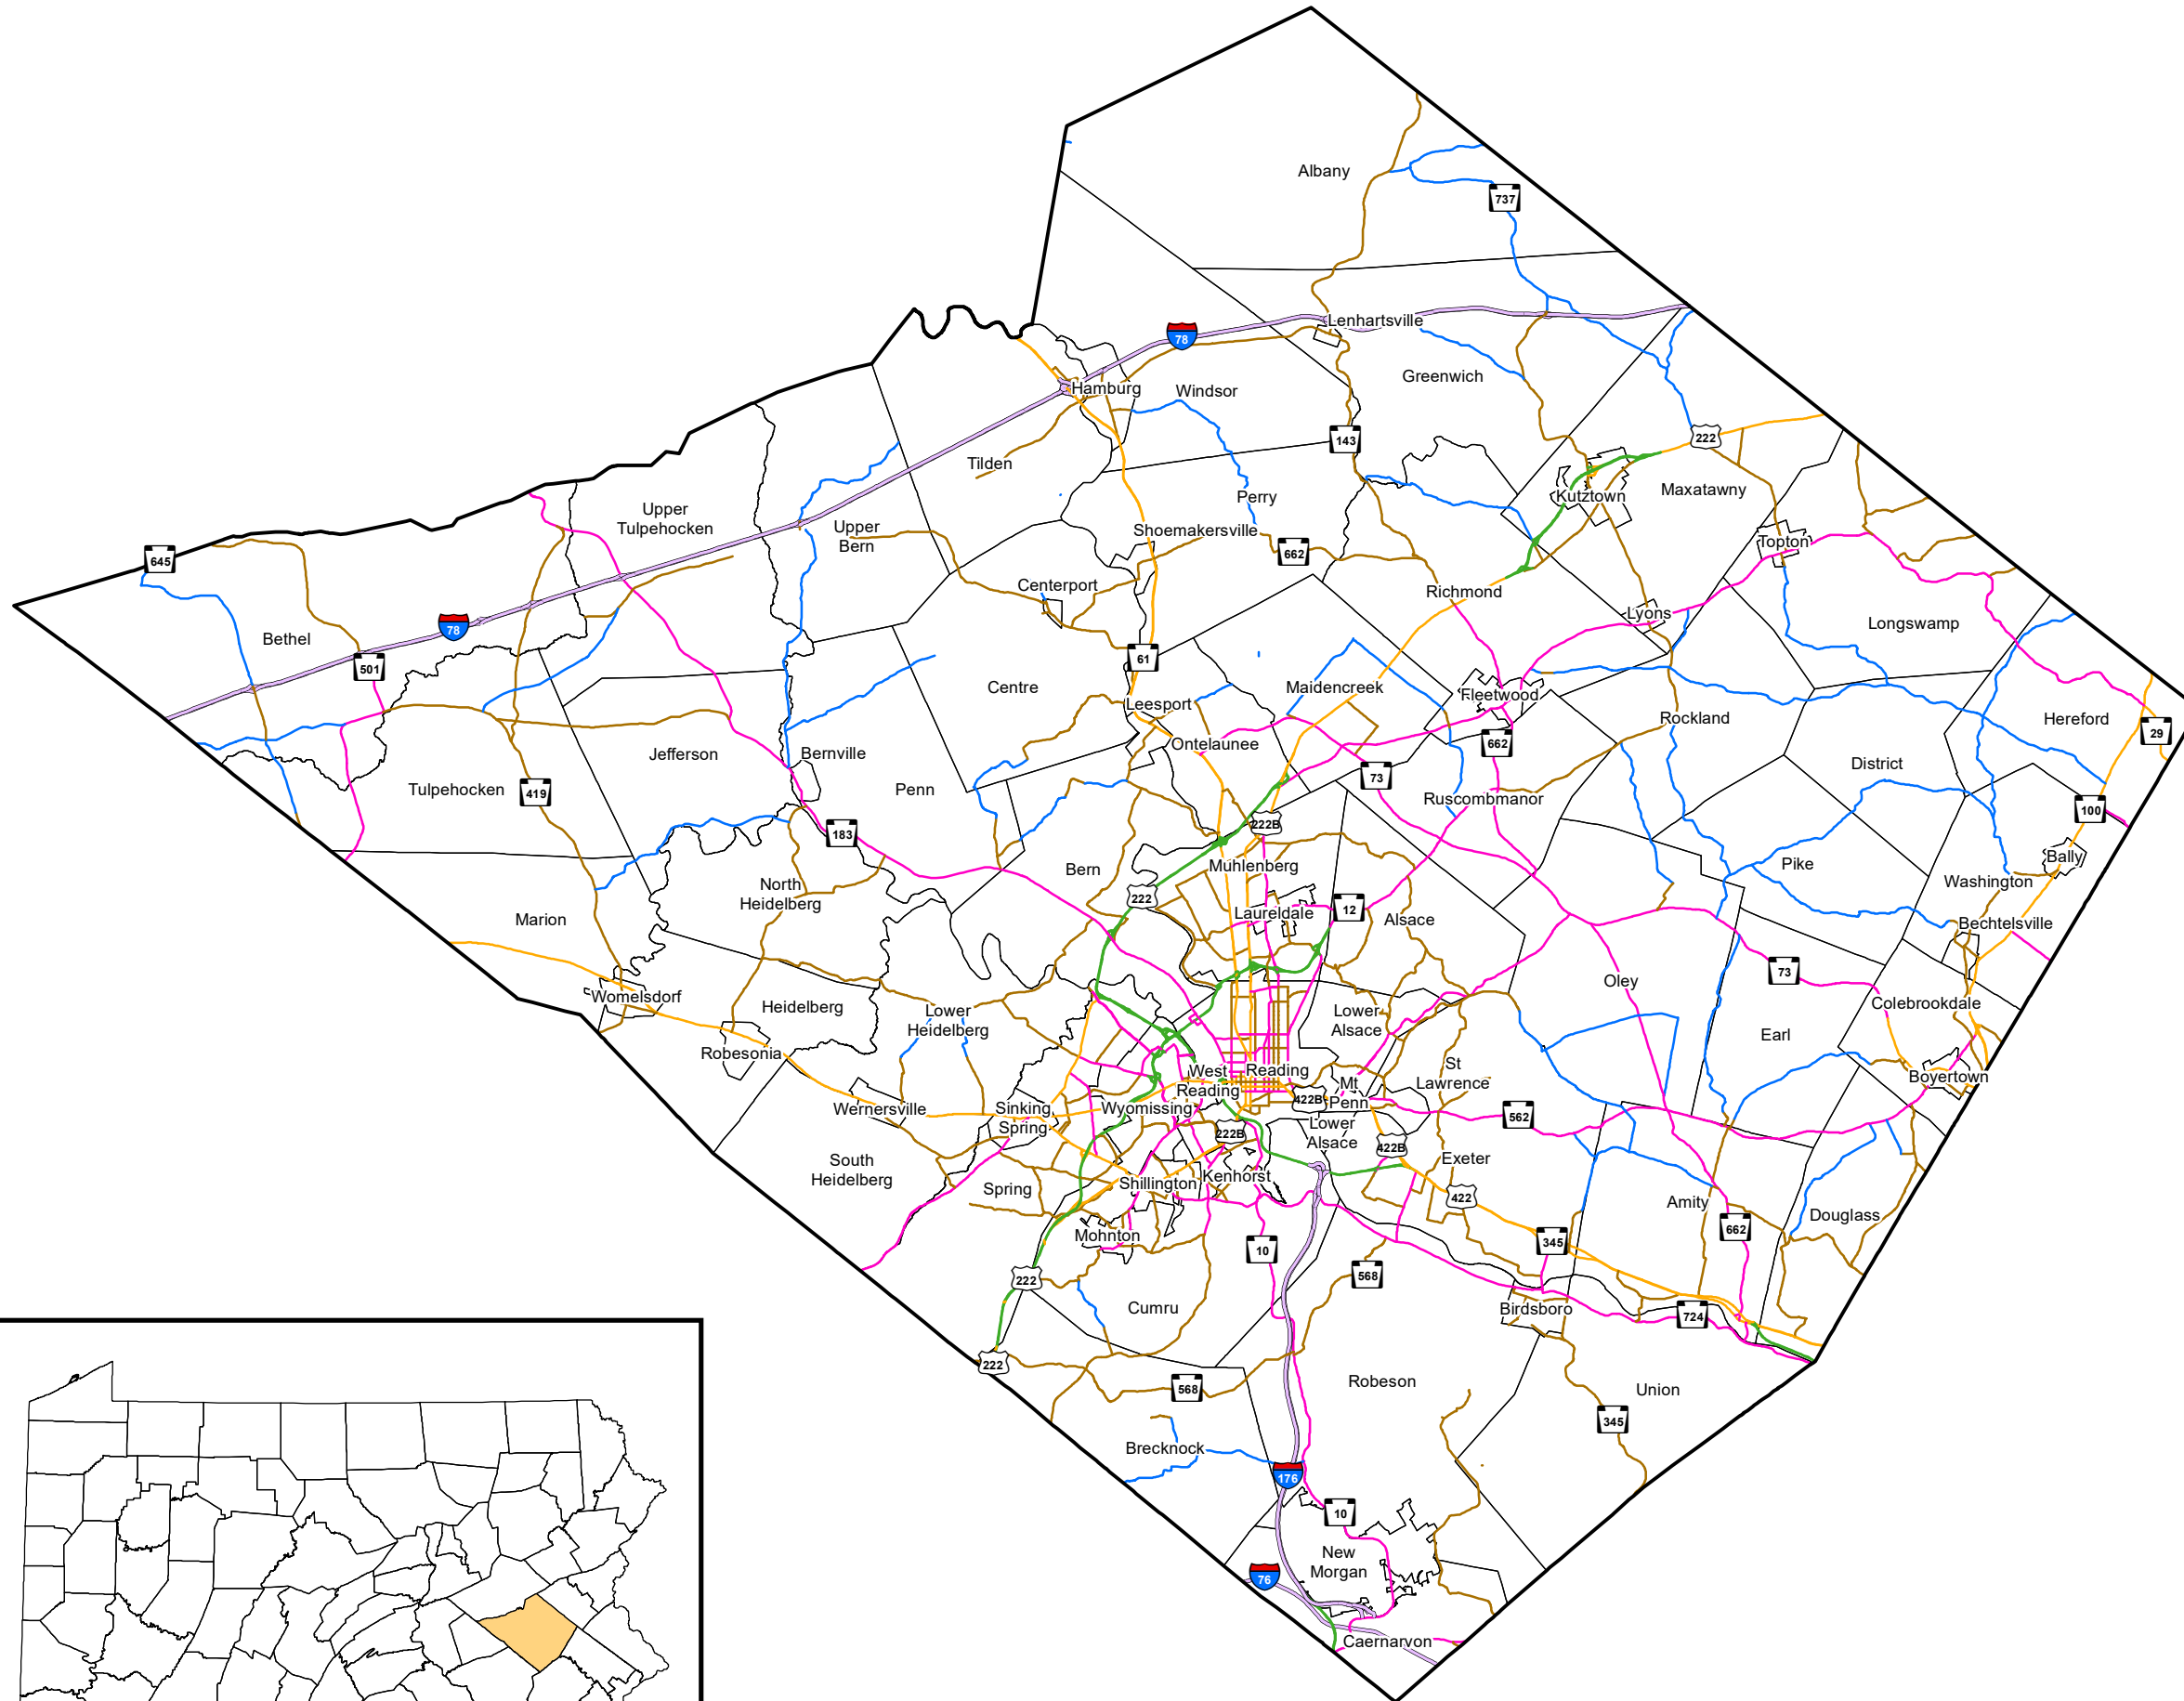 Albany
737
Lenhartsville
78
Hamburg
Windsor
Greenwich
143
222
Tilden
Kutztown
Maxatawny
Perry
Upper
Tulpehocken
Upper
Bern
Shoemakersville
662
Topton
645
Centerport
Richmond
Lyons
Longswamp
78
Bethel
501
61
Centre
Maidencreek
Fleetwood
Leesport
Rockland
Hereford
29
Ontelaunee
662
Jefferson
Bernville
73
District
Tulpehocken
419
Penn
Ruscombmanor
100
183
222B
Muhlenberg
Bern
Pike
Bally
Washington
North
Heidelberg
222
12
Laureldale
Alsace
Marion
Bechtelsville
73
Oley
Womelsdorf
Heidelberg
Lower
Heidelberg
Lower
Alsace
Colebrookdale
Earl
Robesonia
West
Reading
Reading
St
Lawrence
Boyertown
Mt
Penn
422B
Wernersville
Sinking
Spring
Wyomissing
562
222B
Lower
Alsace
422B
Exeter
South
Heidelberg
Spring
Shillington
Kenhorst
422
Amity
Douglass
662
Mohnton
10
345
222
568
Cumru
Birdsboro
724
222
568
Robeson
Union
345
Brecknock
176
10
New
Morgan
76
Caernarvon